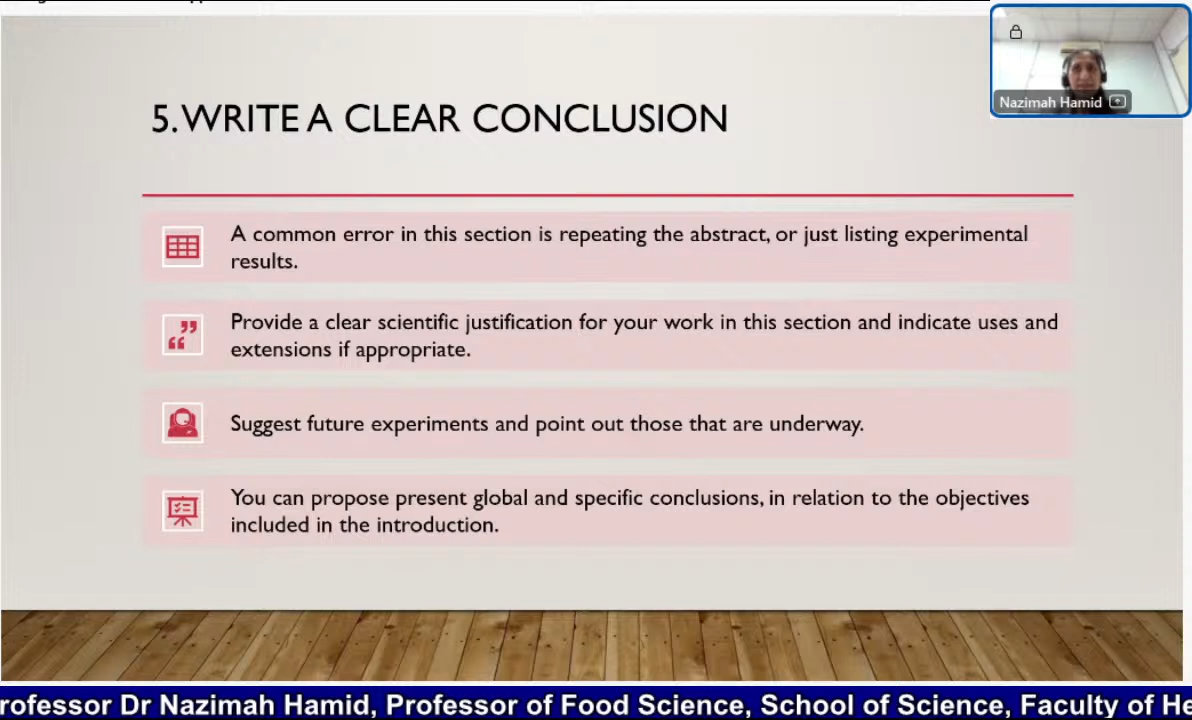 5. WRITE A CLEAR CONCLUSION
Nazimah Hamid
A common error in this section is repeating the abstract, or just listing experimental
results.
Provide a clear scientific justification for your work in this section and indicate uses and
extensions if appropriate.
Suggest future experiments and point out those that are underway.
You can propose present global and specific conclusions, in relation to the objectives
included in the introduction.
rofessor Dr Nazimah Hamid, Professor of Food Science, School of Science, Faculty of He